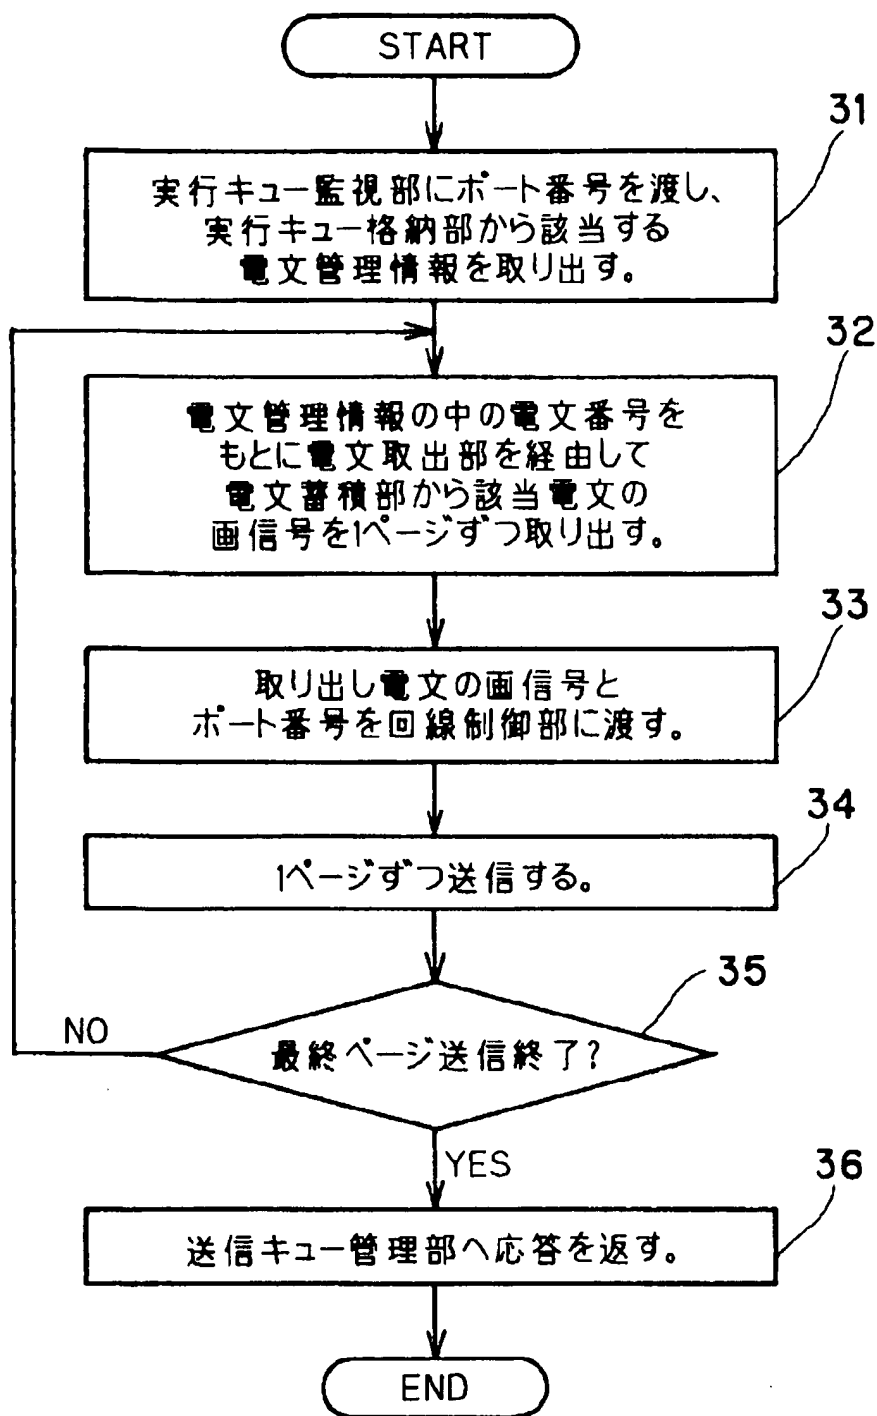 START
31
実行キュー監視部にポート番号を渡し、
実行キュー格納部から該当する
電文管理情報を取り出す。
32
電文管理情報の中の電文番号を
もとに電文取出部を経由して
電文蓄積部から該当電文の
画信号を1ページずつ取り出す。
33
取り出し電文の画信号と
ポート番号を回線制御部に渡す。
34
1ページずつ送信する。
35
NO
最終ページ送信終了?
YES
36
送信キュー管理部へ応答を返す。
END